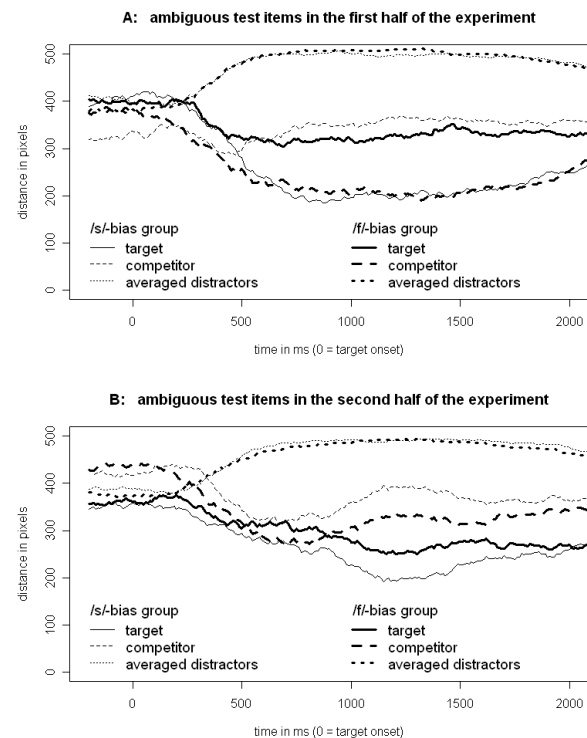 A: ambiguous test items in the first half of the experiment
500
400
300
200
100
0
distance in pixels
/s/-bias group
target
competitor
averaged distractors
/f/-bias group
target
competitor
averaged distractors
0 500 1000 1500 2000
time in ms (0 = target onset)
B: ambiguous test items in the second half of the experiment
500
400
300
200
100
0
distance in pixels
/s/-bias group
target
competitor
averaged distractors
/f/-bias group
target
competitor
averaged distractors
0 500 1000 1500 2000
time in ms (0 = target onset)